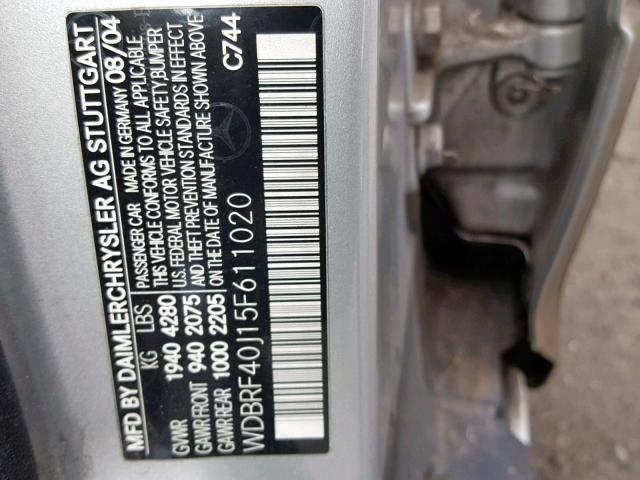 MFD BY DAIMLERCHRYSLER AG STUTTGART
PASSENGER CAR MADE IN GERMANY 08/04
KG LBS THIS VEHICLE CONFORMS TO ALL APPLICABLE
GVWR 1940 4280 U.S. FEDERAL MOTOR VEHICLE SAFETY,BUMPER
GAWR FRONT 940 2075 AND THEFT PREVENTION STANDARDS IN EFFECT
GAWR REAR 1000 2205 ON THE DATE OF MANUFACTURE SHOWN ABOVE
WDBRF40J15F611020 C744